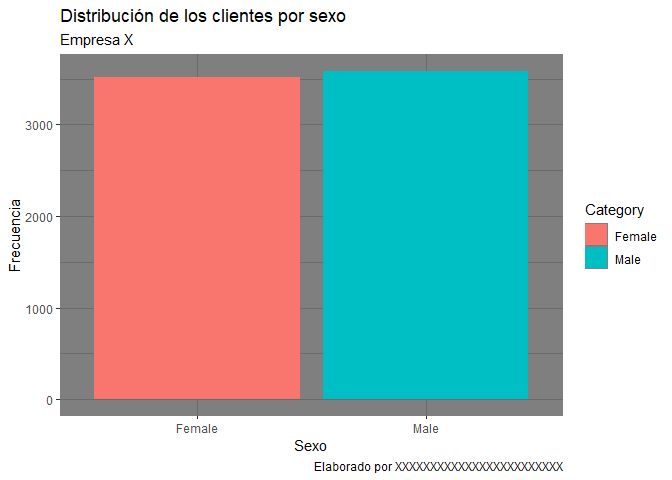 Distribución de los clientes por sexo
Empresa X
3000
2000
1000
0
Frecuencia
Female
Male
Sexo
Category
Female
Male
Elaborado por XXXXXXXXXXXXXXXXXXXXXXXX